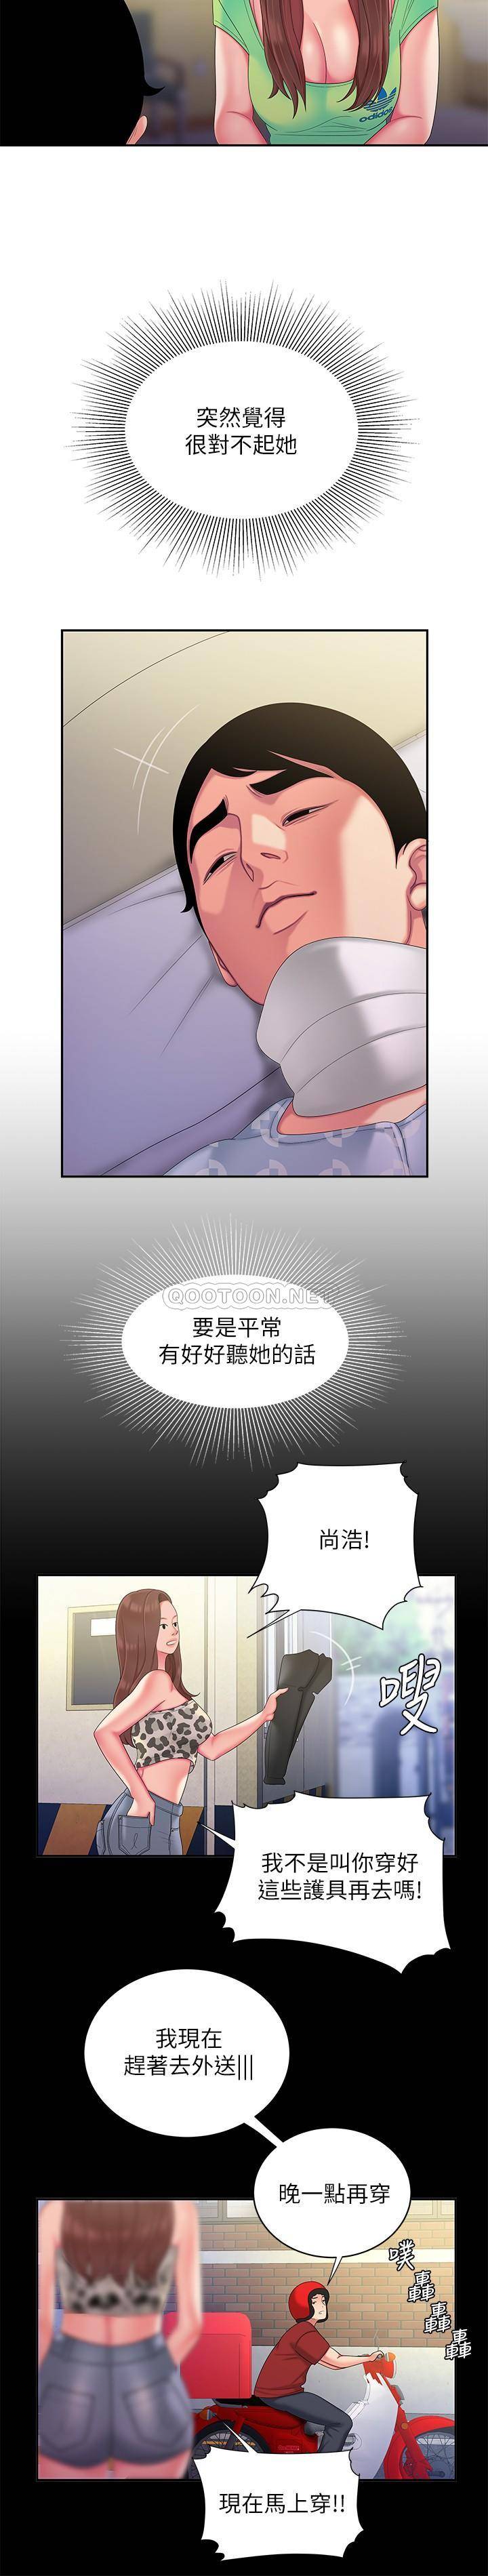 adidas
突然覺得
很對不起她
QOOTOON.NET
要是平常
有好好聽她的話
尚浩!
嗖
我不是叫你穿好
這些護具再去嗎!
我現在
趕著去外送|||
晚一點再穿
噗
轟
轟
轟
現在馬上穿!!